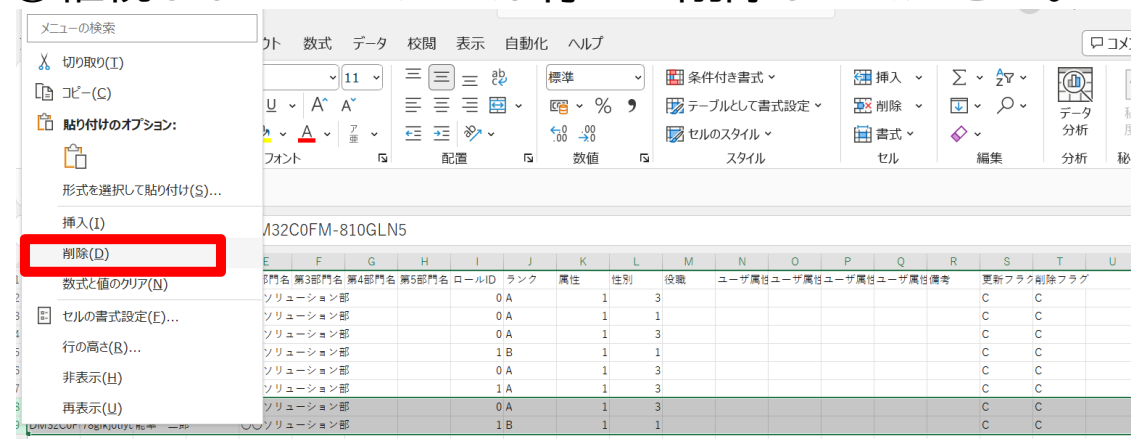 メニューの検索
切り取り(T)
コピー(C)
貼り付けのオプション:
形式を選択して貼り付け(S)...
挿入(I)
削除(D)
数式と値のクリア(N)
セルの書式設定(F)...
行の高さ(R)...
非表示(H)
再表示(U)
数式 データ 校閲 表示 自動化 ヘルプ
11 標準 条件付き書式 挿入
U A A テーブルとして書式設定 削除 データ
A セルのスタイル 書式 分析
フォント 配置 数値 スタイル セル 編集 分析
M32C0FM-810GLN5
E F G H I J K L M N O P Q R S T U
部門名 第3部門名 第4部門名 第5部門名 ロールID ランク 属性 性別 役職 ユーザ属性 ユーザ属性 ユーザ属性 ユーザ属性 備考 更新フラグ 削除フラグ
ソリューション部 0 A 1 3 C C
ソリューション部 0 A 1 1 C C
ソリューション部 0 A 1 3 C C
ソリューション部 1 B 1 1 C C
ソリューション部 0 A 1 3 C C
ソリューション部 1 A 1 3 C C
ソリューション部 0 A 1 3 C C
〇〇ソリューション部 1 B 1 1 C C